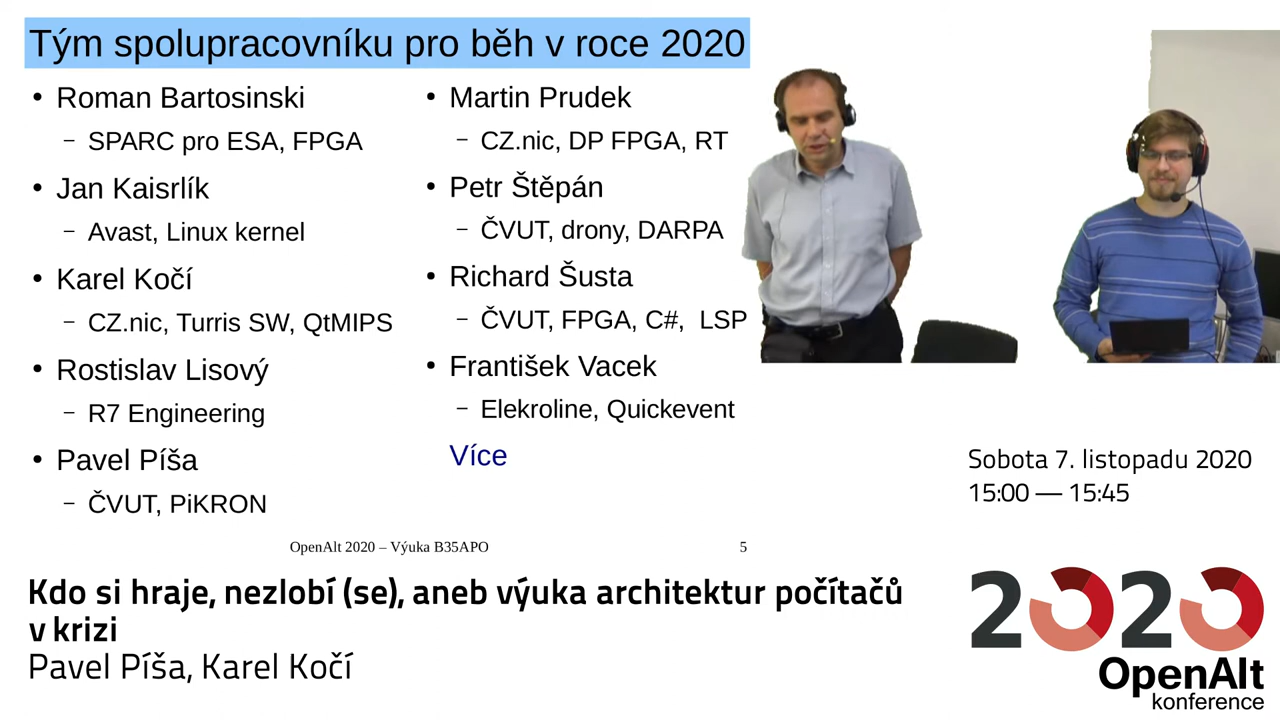 Tým spolupracovníku pro běh v roce 2020
• Roman Bartosinski
– SPARC pro ESA, FPGA
• Jan Kaisrlík
– Avast, Linux kernel
• Karel Kočí
– CZ.nic, Turris SW, QtMIPS
• Rostislav Lisový
– R7 Engineering
• Pavel Píša
– ČVUT, PiKRON
• Martin Prudek
– CZ.nic, DP FPGA, RT
• Petr Štěpán
– ČVUT, drony, DARPA
• Richard Šusta
– ČVUT, FPGA, C#, LSP
• František Vacek
– Elekroline, Quickevent
Více
OpenAlt 2020 – Výuka B35APO 5
Sobota 7. listopadu 2020
15:00 — 15:45
Kdo si hraje, nezlobí (se), aneb výuka architektur počítačů
v krizi
Pavel Píša, Karel Kočí
2020
OpenAlt
konference